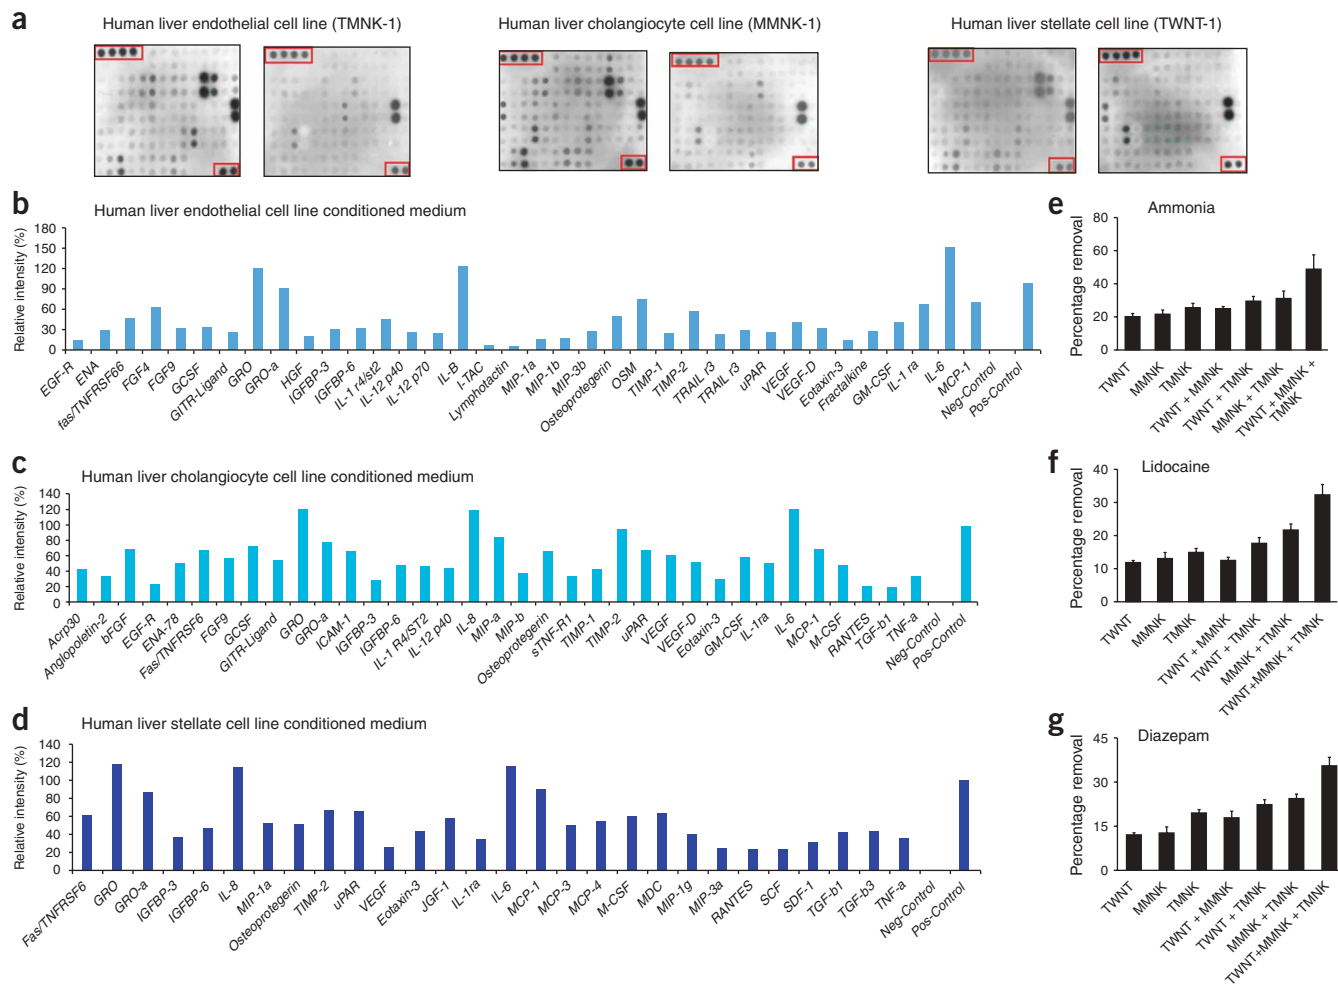 a
Human liver endothelial cell line (TMNK-1)
Human liver cholangiocyte cell line (MMNK-1)
Human liver stellate cell line (TWNT-1)
b
Human liver endothelial cell line conditioned medium
Relative intensity (%)
180
150
120
90
60
30
0
EGF-R
ENA
fas/TNFRSF66
FGF4
FGF9
GCSF
GITR-Ligand
GRO
GRO-a
HGF
IGFBP-3
IGFBP-6
IL-1 r4/st2
IL-12 p40
IL-12 p70
IL-B
I-TAC
Lymphotactin
MIP-1a
MIP-1b
MIP-3b
Osteoprotegerin
OSM
TIMP-1
TIMP-2
TRAIL r3
TRAIL r3
uPAR
VEGF
VEGF-D
Eotaxin-3
Fractalkine
GM-CSF
IL-1 ra
IL-6
MCP-1
Neg-Control
Pos-Control
c
Human liver cholangiocyte cell line conditioned medium
Relative intensity (%)
140
120
100
80
60
40
20
0
Acrp30
Angiopoletin-2
bFGF
EGF-R
ENA-78
Fas/TNFRSF6
FGF9
GCSF
GITR-Ligand
GRO
GRO-a
ICAM-1
IGFBP-3
IGFBP-6
IL-1 R4/ST2
IL-12 p40
IL-8
MIP-a
MIP-b
Osteoprotegerin
sTNF-R1
TIMP-1
TIMP-2
uPAR
VEGF
VEGF-D
Eotaxin-3
GM-CSF
IL-1ra
IL-6
MCP-1
M-CSF
RANTES
TGF-b1
TNF-a
Neg-Control
Pos-Control
d
Human liver stellate cell line conditioned medium
Relative intensity (%)
140
120
100
80
60
40
20
0
Fas/TNFRSF6
GRO
GRO-a
IGFBP-3
IGFBP-6
IL-8
MIP-1a
Osteoprotegerin
TIMP-2
uPAR
VEGF
Eotaxin-3
JGF-1
IL-1ra
IL-6
MCP-1
MCP-3
MCP-4
M-CSF
MDC
MIP-1g
MIP-3a
RANTES
SCF
SDF-1
TGF-b1
TGF-b3
TNF-a
Neg-Control
Pos-Control
e
Ammonia
Percentage removal
80
60
40
20
0
TWNT
MMNK
TMNK
TWNT + MMNK
TWNT + TMNK
MMNK + TMNK
TWNT + MMNK +
TMNK
f
Lidocaine
Percentage removal
40
30
20
10
0
TWNT
MMNK
TMNK
TWNT + MMNK
TWNT + TMNK
MMNK + TMNK
TWNT+MMNK + TMNK
g
Diazepam
Percentage removal
45
30
15
0
TWNT
MMNK
TMNK
TWNT + MMNK
TWNT + TMNK
MMNK + TMNK
TWNT+MMNK + TMNK